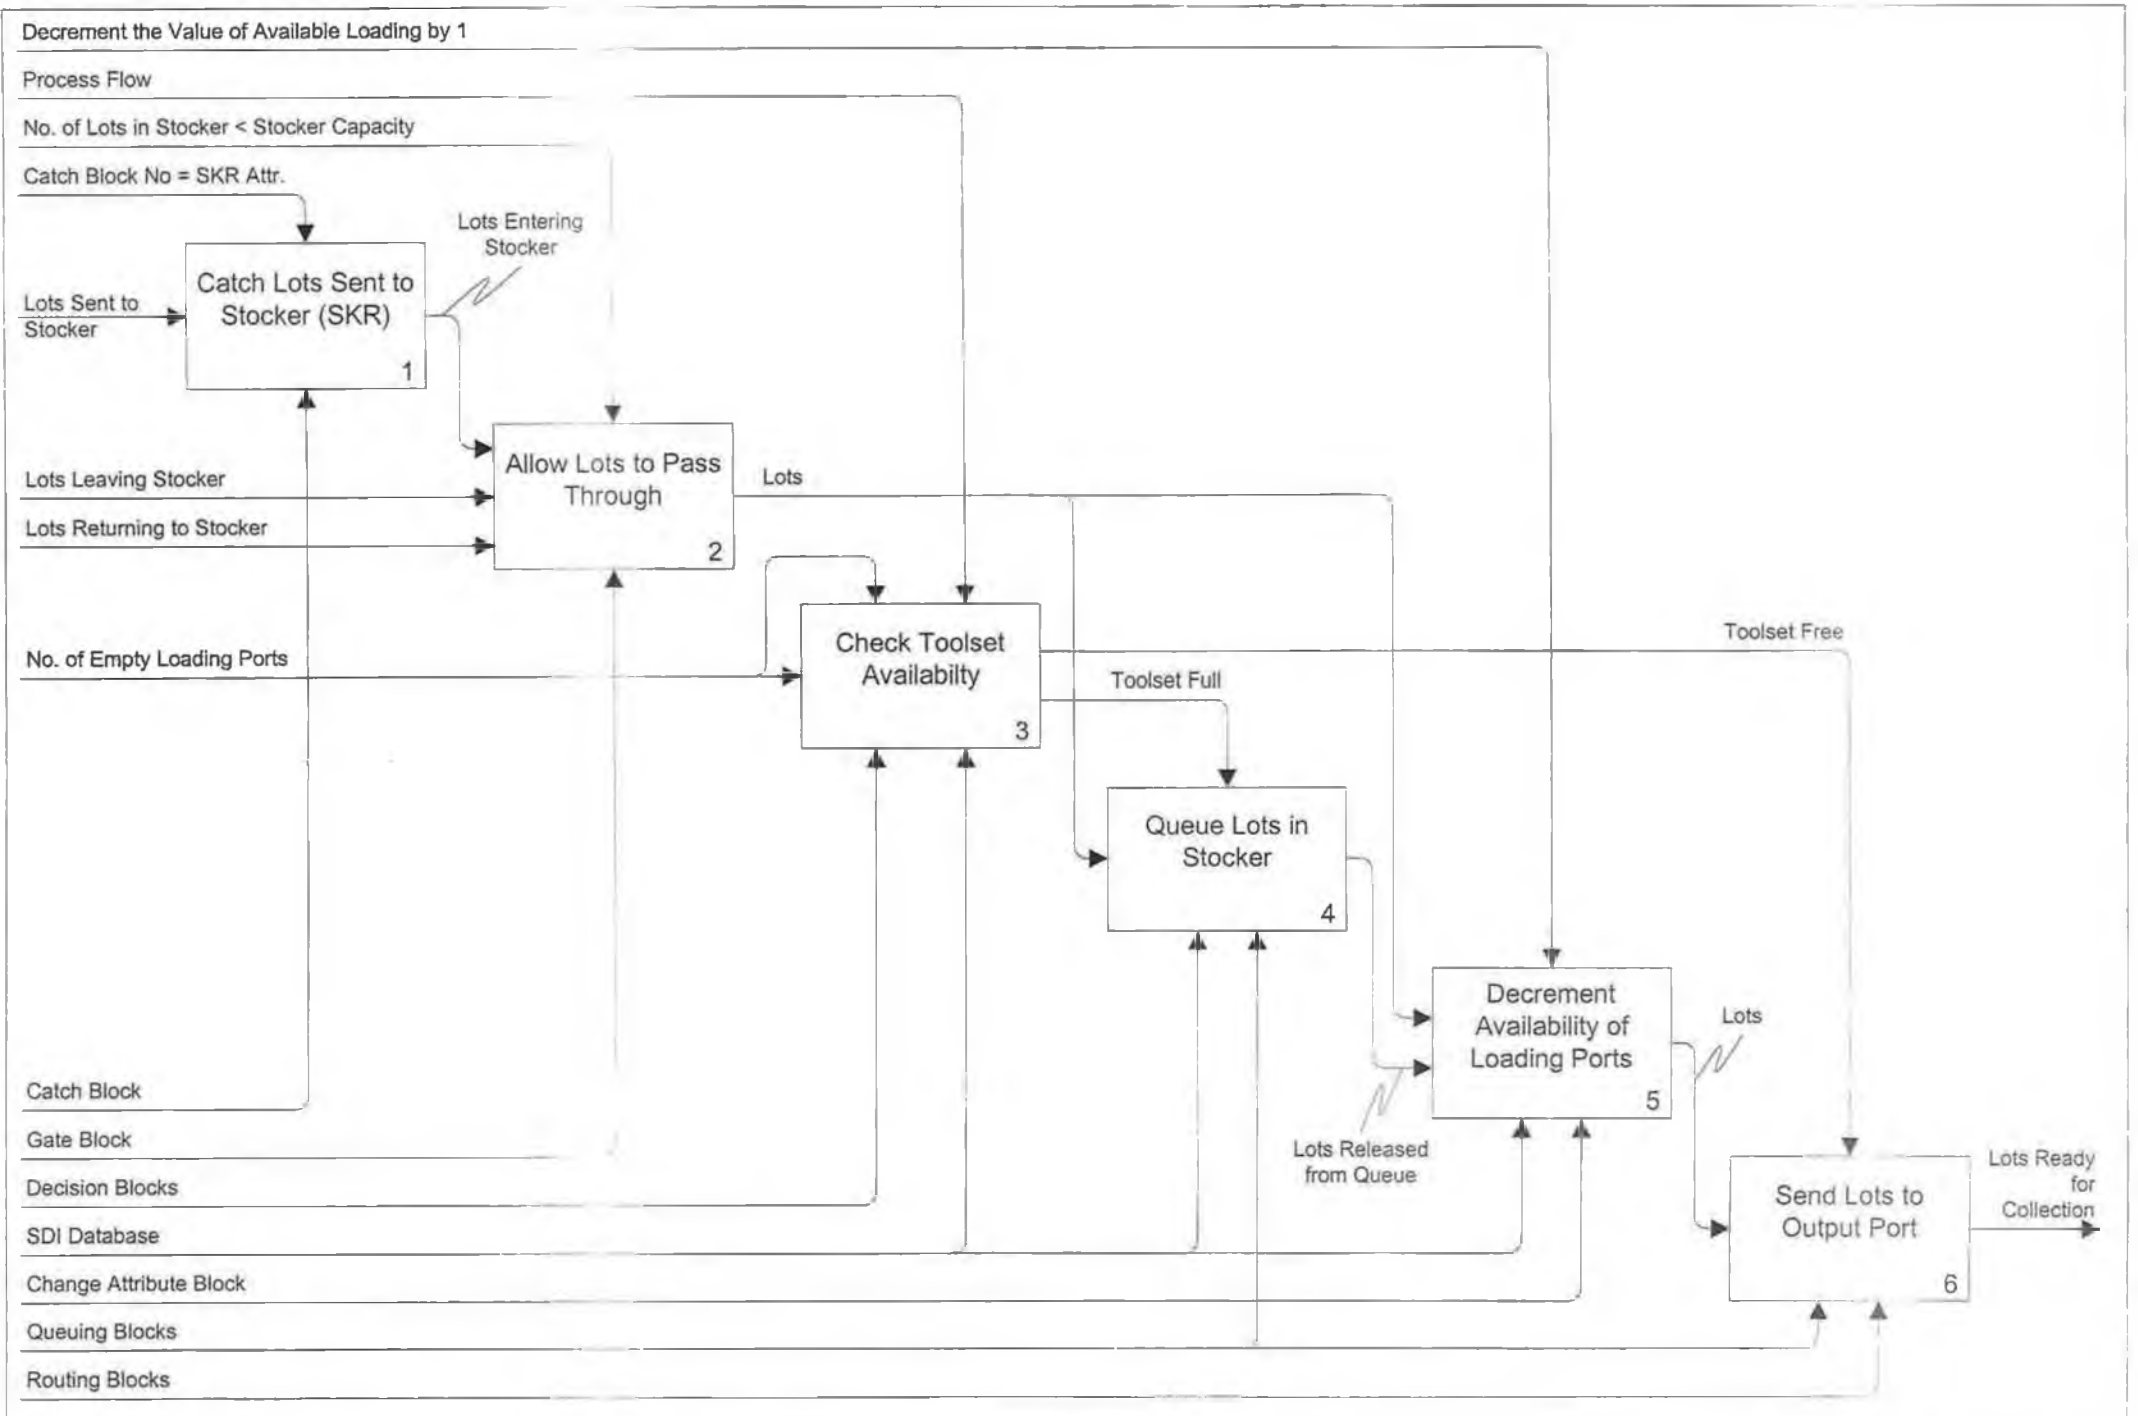 Decrement the Value of Available Loading by 1
Process Flow
No. of Lots in Stocker < Stocker Capacity
Catch Block No = SKR Attr.
Lots Entering
Stocker
Catch Lots Sent to
Stocker (SKR)
1
Lots Sent to
Stocker
Allow Lots to Pass
Through
2
Lots Leaving Stocker
Lots Returning to Stocker
Lots
Check Toolset
Availabilty
3
No. of Empty Loading Ports
Toolset Free
Toolset Full
Queue Lots in
Stocker
4
Decrement
Availability of
Loading Ports
5
Lots
Lots Released
from Queue
Send Lots to
Output Port
6
Lots Ready
for
Collection
Catch Block
Gate Block
Decision Blocks
SDI Database
Change Attribute Block
Queuing Blocks
Routing Blocks